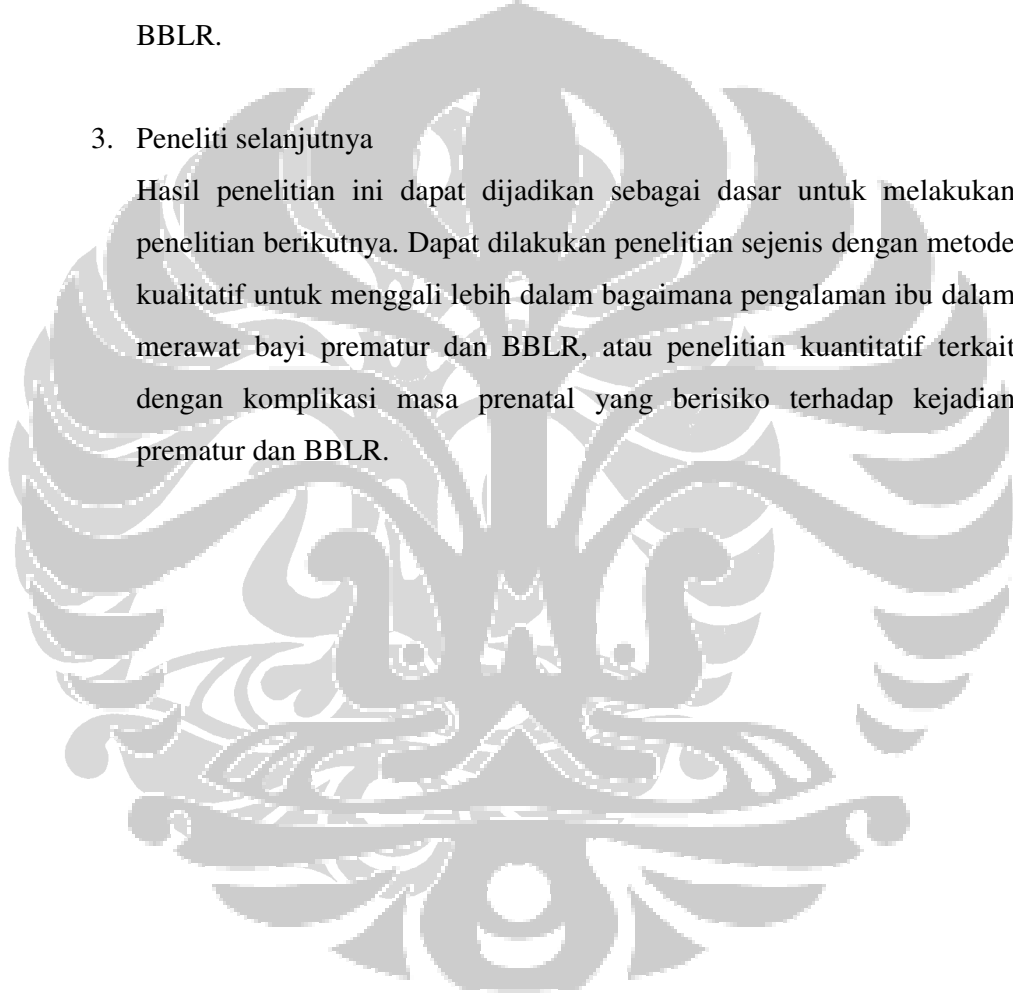 BBLR.
3. Peneliti selanjutnya
Hasil penelitian ini dapat dijadikan sebagai dasar untuk melakukan
penelitian berikutnya. Dapat dilakukan penelitian sejenis dengan metode
kualitatif untuk menggali lebih dalam bagaimana pengalaman ibu dalam
merawat bayi prematur dan BBLR, atau penelitian kuantitatif terkait
dengan komplikasi masa prenatal yang berisiko terhadap kejadian
prematur dan BBLR.